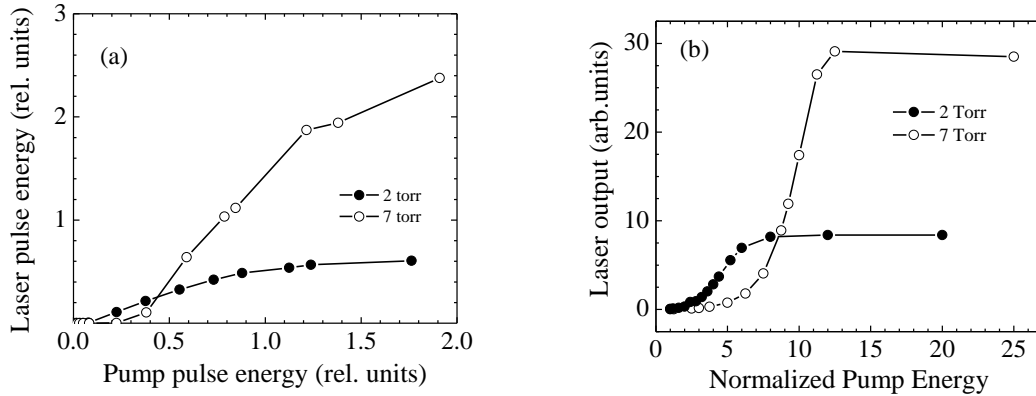 3
2
1
0.0
0.5
1.0
1.5
2.0
(a)
2 torr
7 torr
Laser pulse energy (rel. units)
Pump pulse energy (rel. units)
30
20
10
0
0
5
10
15
20
25
(b)
2 Torr
7 Torr
Laser output (arb.units)
Normalized Pump Energy